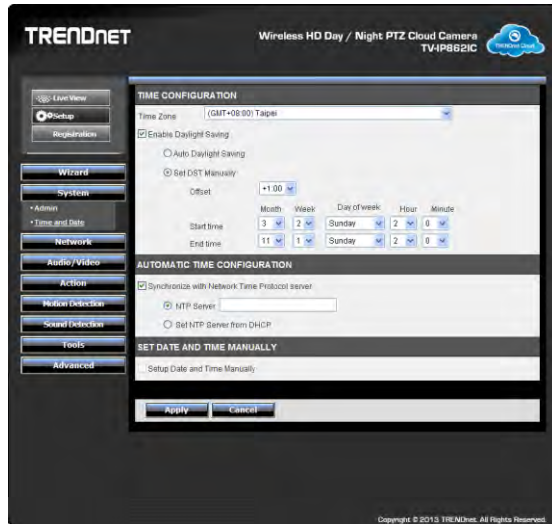 TRENDNET
Wireless HD Day / Night PTZ Cloud Camera
TV-IP862IC
TRENDnet Cloud
Live View
Setup
Registration
Wizard
System
• Admin
• Time and Date
Network
Audio/Video
Action
Motion Detection
Sound Detection
Tools
Advanced
TIME CONFIGURATION
Time Zone (GMT+08:00) Taipei
Enable Daylight Saving
Auto Daylight Saving
Set DST Manually
Offset +1:00
Month Week Day of week Hour Minute
Start time 3 2 Sunday 2 0
End time 11 1 Sunday 2 0
AUTOMATIC TIME CONFIGURATION
Synchronize with Network Time Protocol server
NTP Server
Get NTP Server from DHCP
SET DATE AND TIME MANUALLY
Setup Date and Time Manually
Apply Cancel
Copyright © 2013 TRENDnet. All Rights Reserved.